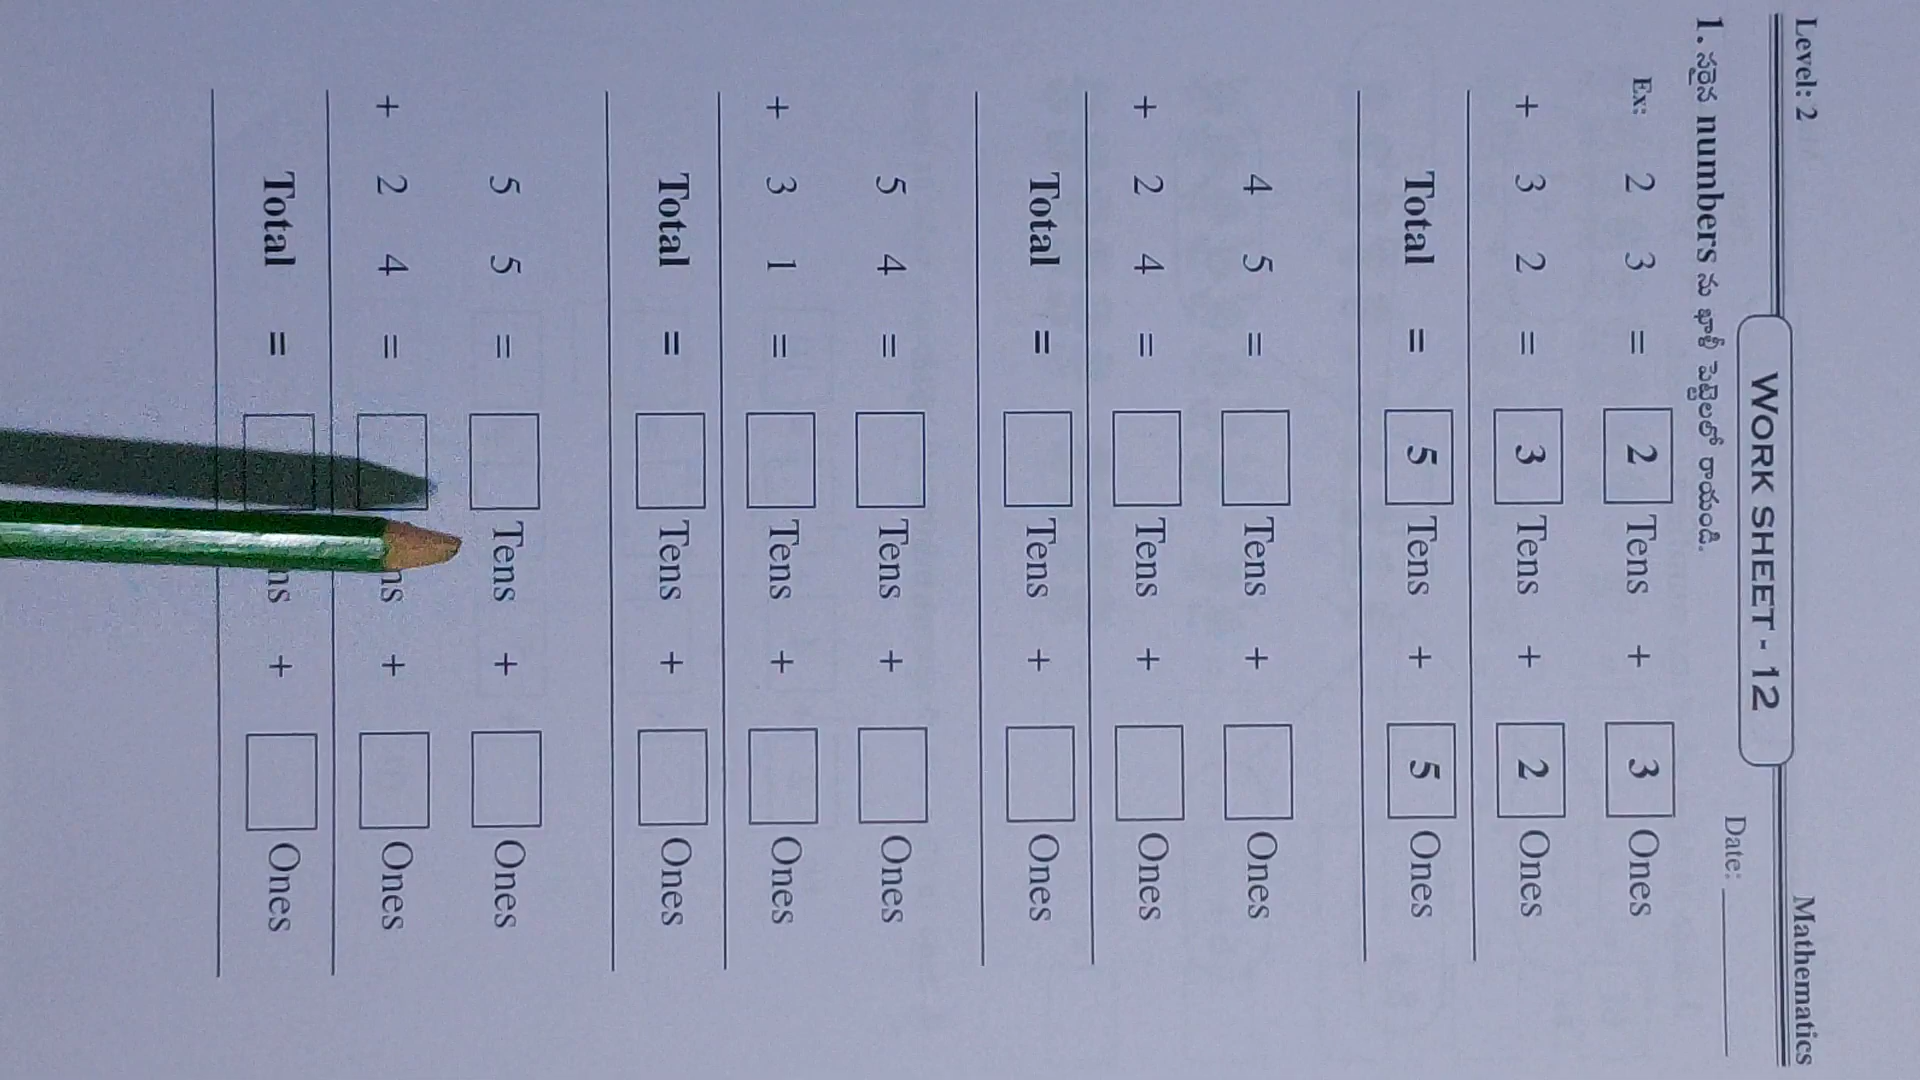 Level: 2 Mathematics
WORK SHEET - 12
Date:
1. సరైన numbers ను ఖాళీ పెట్టెలలో రాయండి.
Ex: 2 3 = 2 Tens + 3 Ones
+ 3 2 = 3 Tens + 2 Ones
Total = 5 Tens + 5 Ones
4 5 = Tens + Ones
+ 2 4 = Tens + Ones
Total = Tens + Ones
5 4 = Tens + Ones
+ 3 1 = Tens + Ones
Total = Tens + Ones
5 5 = Tens + Ones
+ 2 4 = + Ones
Total = + Ones